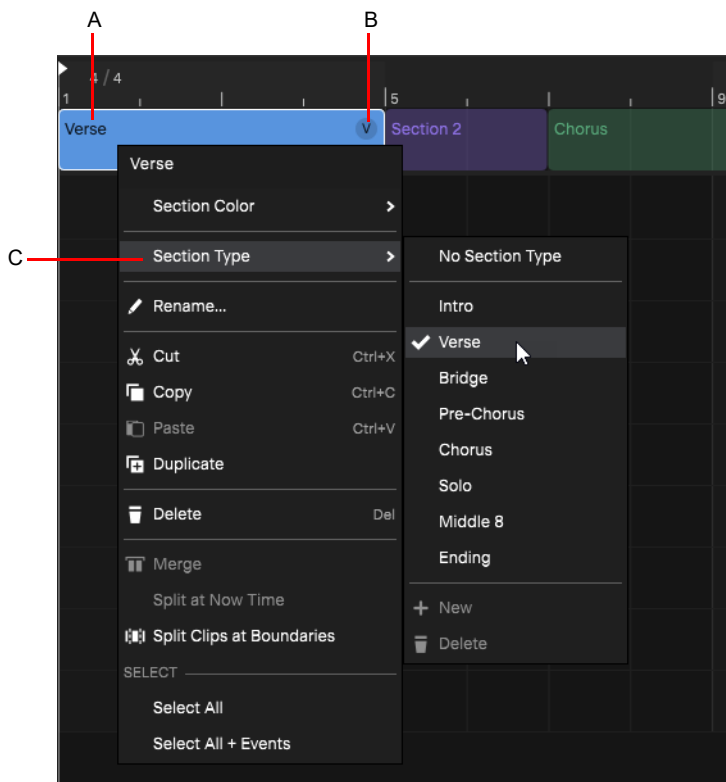 A
B
4 / 4
1
5
9
Verse
V
Section 2
Chorus
Verse
Section Color
C
Section Type
Rename...
Cut Ctrl+X
Copy Ctrl+C
Paste Ctrl+V
Duplicate
Delete Del
Merge
Split at Now Time
Split Clips at Boundaries
SELECT
Select All
Select All + Events
No Section Type
Intro
Verse
Bridge
Pre-Chorus
Chorus
Solo
Middle 8
Ending
New
Delete